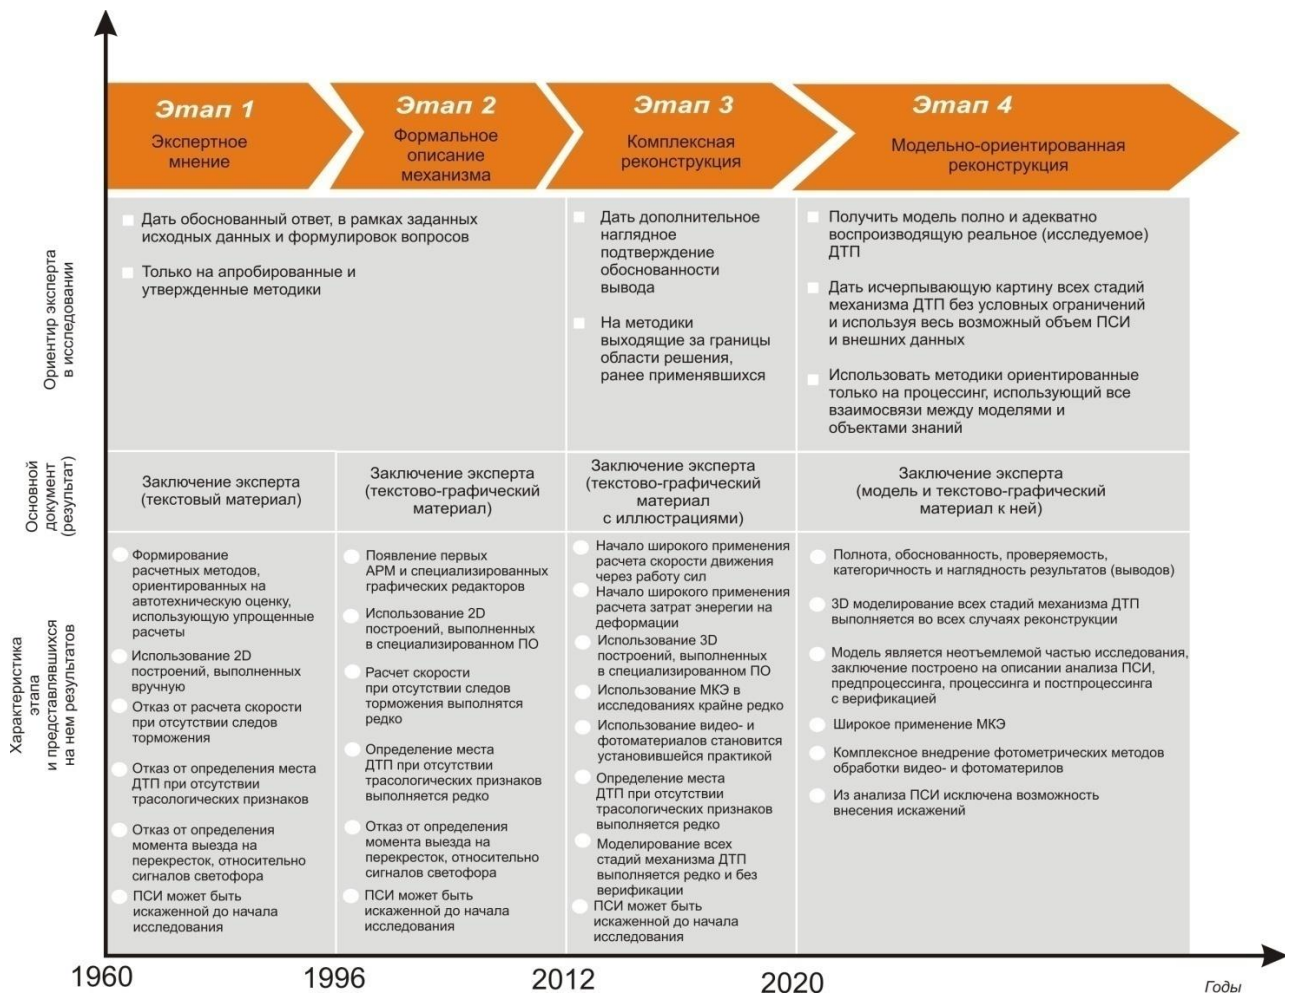 Этап 1
Экспертное
мнение
Этап 2
Формальное
описание
механизма
Этап 3
Комплексная
реконструкция
Этап 4
Модельно-ориентированная
реконструкция
Ориентир эксперта
в исследовании
Дать обоснованный ответ, в рамках заданных
исходных данных и формулировок вопросов
Только на апробированные и
утвержденные методики
Дать дополнительное
наглядное
подтверждение
обоснованности
вывода
На методики
выходящие за границы
области решения,
ранее применявшихся
Получить модель полно и адекватно
воспроизводящую реальное (исследуемое)
ДТП
Дать исчерпывающую картину всех стадий
механизма ДТП без условных ограничений
и используя весь возможный объем ПСИ
и внешних данных
Использовать методики ориентированные
только на процессинг, использующий все
взаимосвязи между моделями и
объектами знаний
Основной
документ
(результат)
Заключение эксперта
(текстовый материал)
Заключение эксперта
(текстово-графический
материал)
Заключение эксперта
(текстово-графический
материал
с иллюстрациями)
Заключение эксперта
(модель и текстово-графический
материал к ней)
Характеристика
этапа
и представлявшихся
на нем результатов
Формирование
расчетных методов,
ориентированных на
автотехническую оценку,
использующую упрощенные
расчеты
Использование 2D
построений, выполненных
вручную
Отказ от расчета скорости
при отсутствии следов
торможения
Отказ от определения места
ДТП при отсутствии
трасологических признаков
Отказ от определения
момента выезда на
перекресток, относительно
сигналов светофора
ПСИ может быть
искаженной до начала
исследования
Появление первых
АРМ и специализированных
графических редакторов
Использование 2D
построений, выполненных
в специализированном ПО
Расчет скорости
при отсутствии следов
торможения выполнятся
редко
Определение места
ДТП при отсутствии
трасологических признаков
выполняется редко
Отказ от определения
момента выезда на
перекресток, относительно
сигналов светофора
ПСИ может быть
искаженной до начала
исследования
Начало широкого применения
расчета скорости движения
через работу сил
Начало широкого применения
расчета затрат энергии на
деформации
Использование 3D
построений, выполненных
в специализированном ПО
Использование МКЭ в
исследованиях крайне редко
Использование видео- и
фотоматериалов становится
установившейся практикой
Определение места
ДТП при отсутствии
трасологических признаков
выполняется редко
Моделирование всех
стадий механизма ДТП
выполняется редко и без
верификации
ПСИ может быть
искаженной до начала
исследования
Полнота, обоснованность, проверяемость,
категоричность и наглядность результатов (выводов)
3D моделирование всех стадий механизма ДТП
выполняется во всех случаях реконструкции
Модель является неотъемлемой частью исследования,
заключение построено на описании анализа ПСИ,
предпроцессинга, процессинга и постпроцессинга
с верификацией
Широкое применение МКЭ
Комплексное внедрение фотометрических методов
обработки видео- и фотоматерилов
Из анализа ПСИ исключена возможность
внесения искажений
1960
1996
2012
2020
Годы